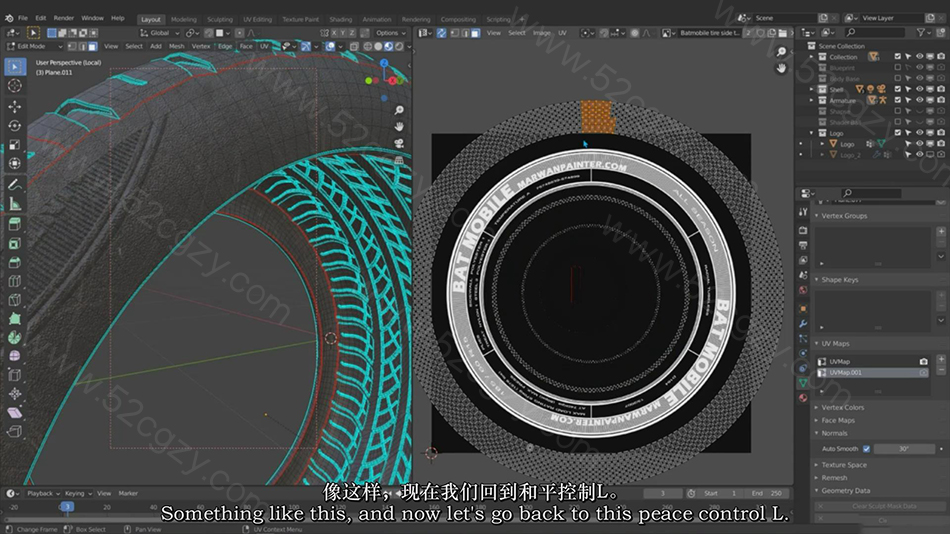 File Edit Render Window Help Layout Modeling Sculpting UV Editing Texture Paint Shading Animation Rendering Compositing Scripting Scene View Layer
Edit Mode View Select Add Mesh Vertex Edge Face UV Global Options
View Select Image UV Batmobile tire side t...
User Perspective (Local)
(3) Plane.011
Scene Collection
Collection
Blueprint
Body Base
Shell
Armature
Logo
Logo
Logo_2
Vertex Groups
Shape Keys
UV Maps
UVMap
UVMap.001
Vertex Colors
Face Maps
Normals
Auto Smooth 30°
Texture Space
Remesh
Geometry Data
Clear Sculpt-Mask Data
BAT MOBILE MARWANPAINTER.COM
ALL SEASON
BAT MOBILE MARWANPAINTER.COM
www.52cgzy.com
Playback Keying View Marker 3 Start 1 End 250
-20 0 3
200 220 240
Change Frame Box Select Pan View UV Context Menu
像这样，现在我们回到和平控制L。
Something like this, and now let's go back to this peace control L.